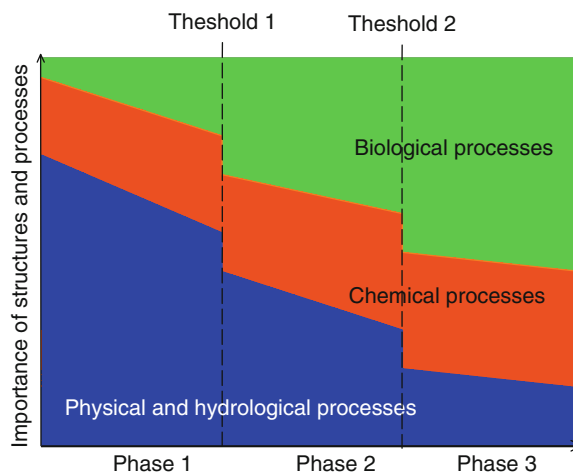 Theshold 1
Theshold 2
Importance of structures and processes
Biological processes
Chemical processes
Physical and hydrological processes
Phase 1
Phase 2
Phase 3